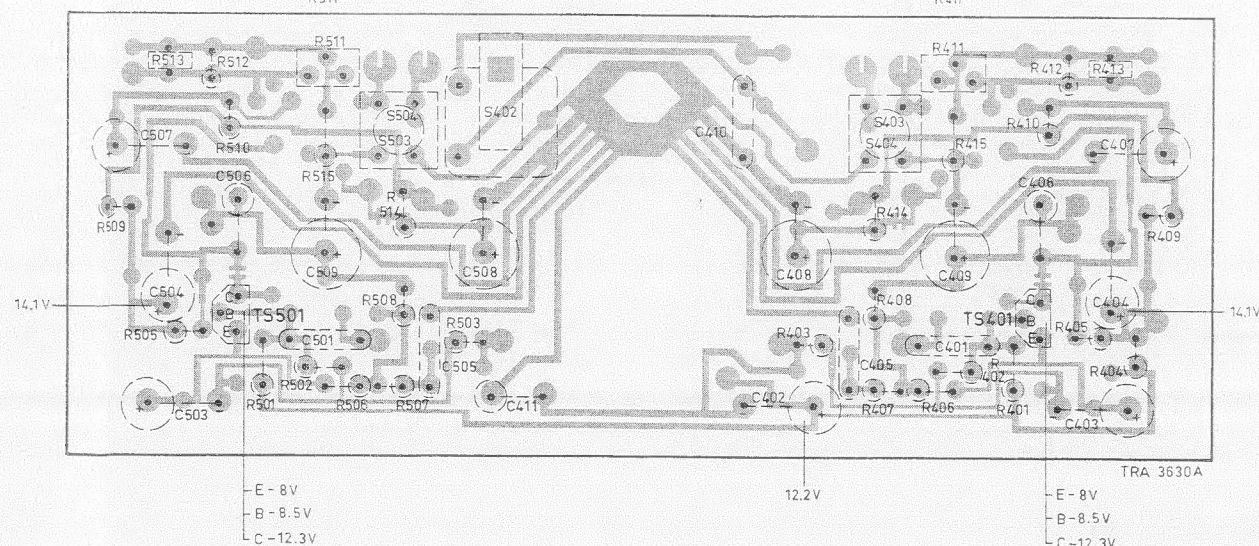 R511
R411
R513
R512
R511
R411
R412
R413
S504
S402
S403
C507
S503
C410
S404
R410
R510
R415
C407
R515
C506
C406
R
514
R414
R509
R409
C509
C508
C408
C409
C504
C404
14.1V
R508
R408
14.1V
C
TS501
B
R505
E
C501
R503
C505
R403
C405
C401
TS401
C
B
E
R405
R502
R
402
R404
C503
R501
R506
R507
C411
C402
R407
R406
R401
C403
TRA 3630A
E-8V
B-8.5V
C-12.3V
12.2V
E-8V
B-8.5V
C-12.3V